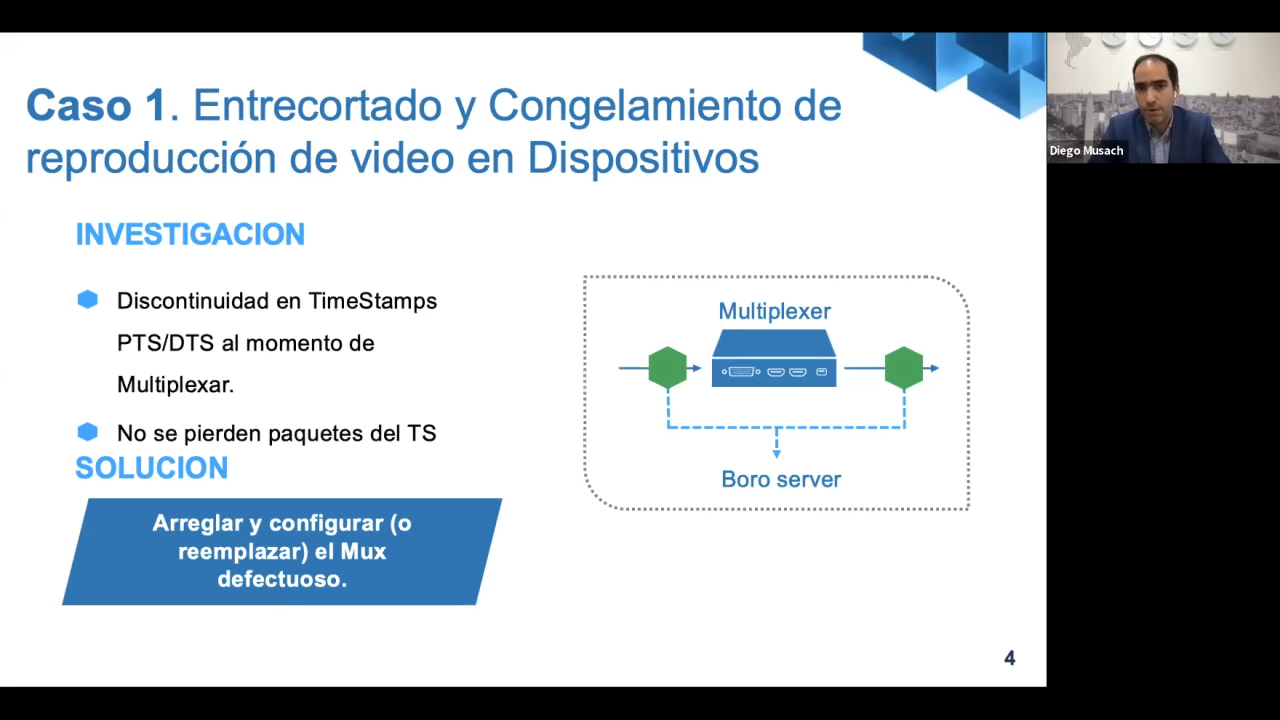 Caso 1. Entrecortado y Congelamiento de
reproducción de video en Dispositivos
INVESTIGACION
Discontinuidad en TimeStamps
PTS/DTS al momento de
Multiplexar.
No se pierden paquetes del TS
SOLUCION
Arreglar y configurar (o
reemplazar) el Mux
defectuoso.
Multiplexer
Boro server
4
Diego Musach